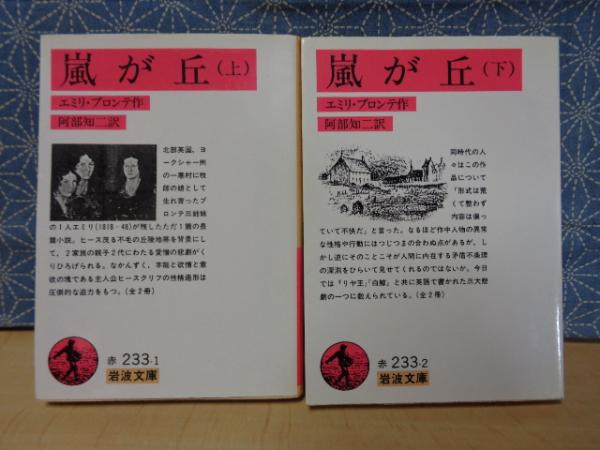 嵐が丘(上)
エミリ・ブロンテ作
阿部知二訳
北部英国、ヨ
ークシャー州
の一寒村に牧
師の娘として
生れ育ったブ
ロンテ三姉妹
の1人エミリ(1818-48)が残したただ1篇の長
篇小説。ヒース茂る不毛の丘陵地帯を背景にし
て、2家族の親子2代にわたる愛憎の悲劇がく
りひろげられる。なかんずく、本能と欲情と意
欲の塊である主人公ヒースクリフの性格造形は
圧倒的な迫力をもつ。(全2冊)
赤 233-1
岩波文庫
嵐が丘(下)
エミリ・ブロンテ作
阿部知二訳
同時代の人
々はこの作
品について
「形式は荒
くて整わず
内容は偏っ
ていて不快だ」と言った。なるほど作中人物の異常
な性格や行動にはつじつまの合わぬ点があるが、し
かし逆にそのことこそが人間に内在する矛盾不条理
の深淵をひらいて見せてくれるのではないか。今日
では『リヤ王』『白鯨』と共に英語で書かれた三大悲
劇の一つに数えられている。(全2冊)
赤 233-2
岩波文庫